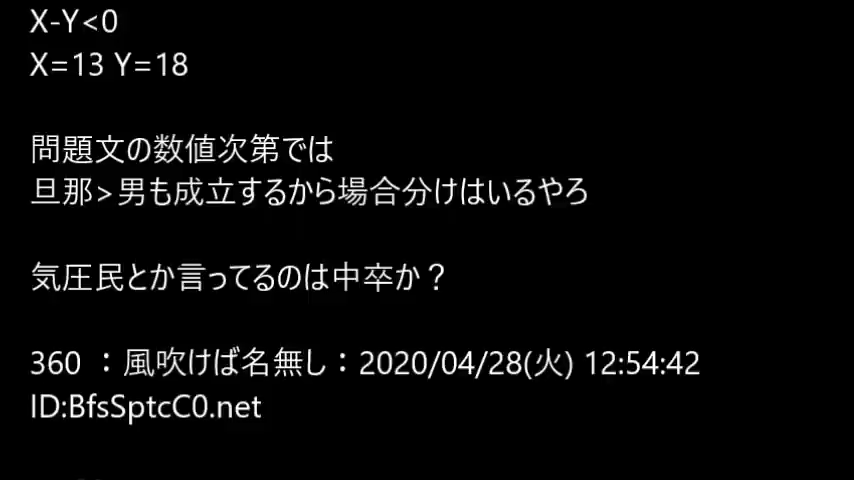 X-Y<0
X=13 Y=18
問題文の数値次第では
旦那>男も成立するから場合分けはいるやろ
気圧民とか言ってるのは中卒か？
360 ：風吹けば名無し：2020/04/28(火) 12:54:42
ID:BfsSptcC0.net